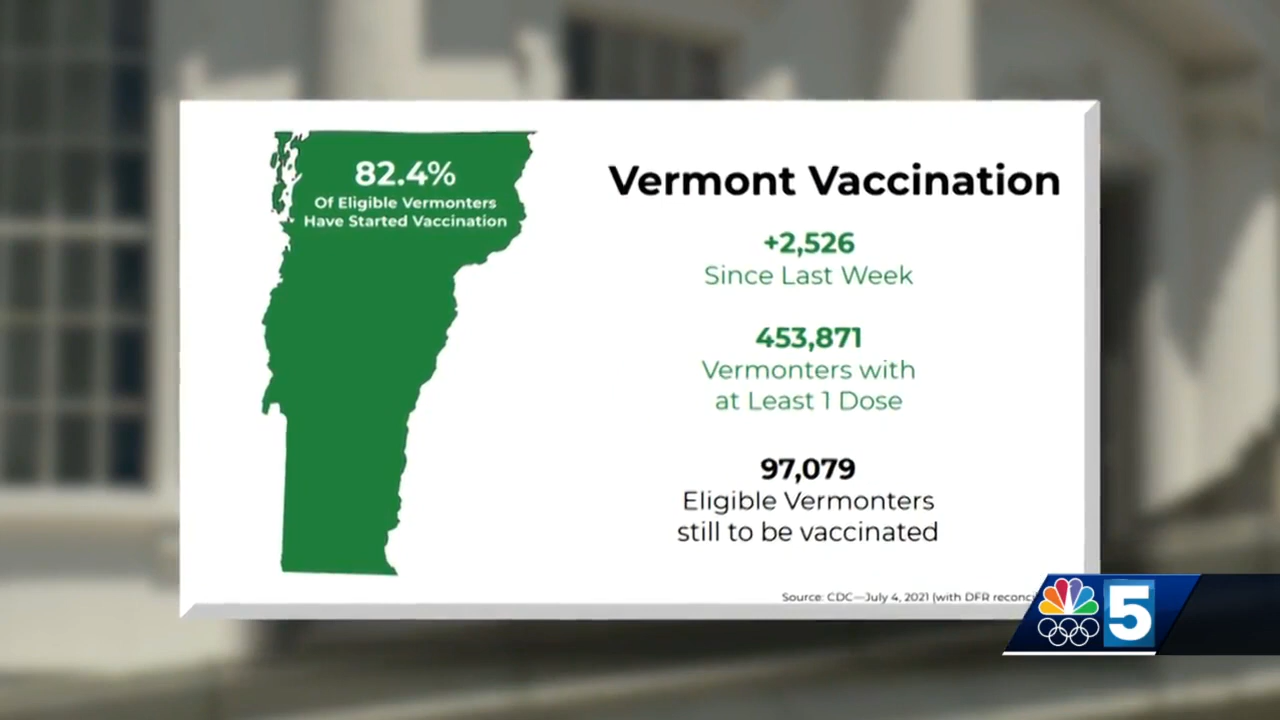 82.4%
Of Eligible Vermonters
Have Started Vaccination
Vermont Vaccination
+2,526
Since Last Week
453,871
Vermonters with
at Least 1 Dose
97,079
Eligible Vermonters
still to be vaccinated
Source: CDC—July 4, 2021 (with DFR
5